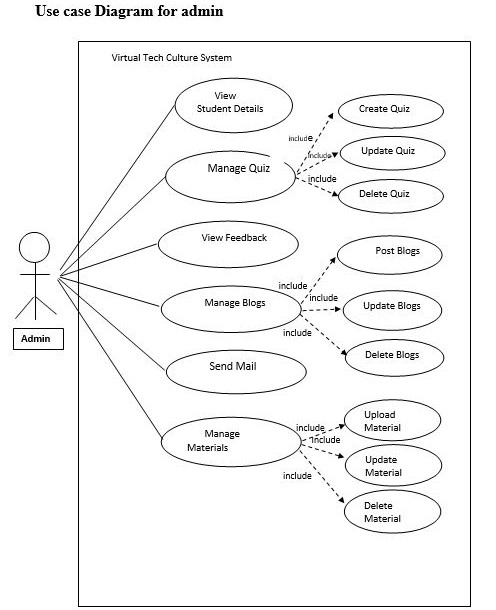 Use case Diagram for admin
Virtual Tech Culture System
View
Student Details
Create Quiz
include
Update Quiz
include
Manage Quiz
include
Delete Quiz
View Feedback
Post Blogs
include
include
Manage Blogs
Update Blogs
include
Admin
Delete Blogs
Send Mail
Upload
Material
include
Manage
Materials
include
Update
Material
include
Delete
Material